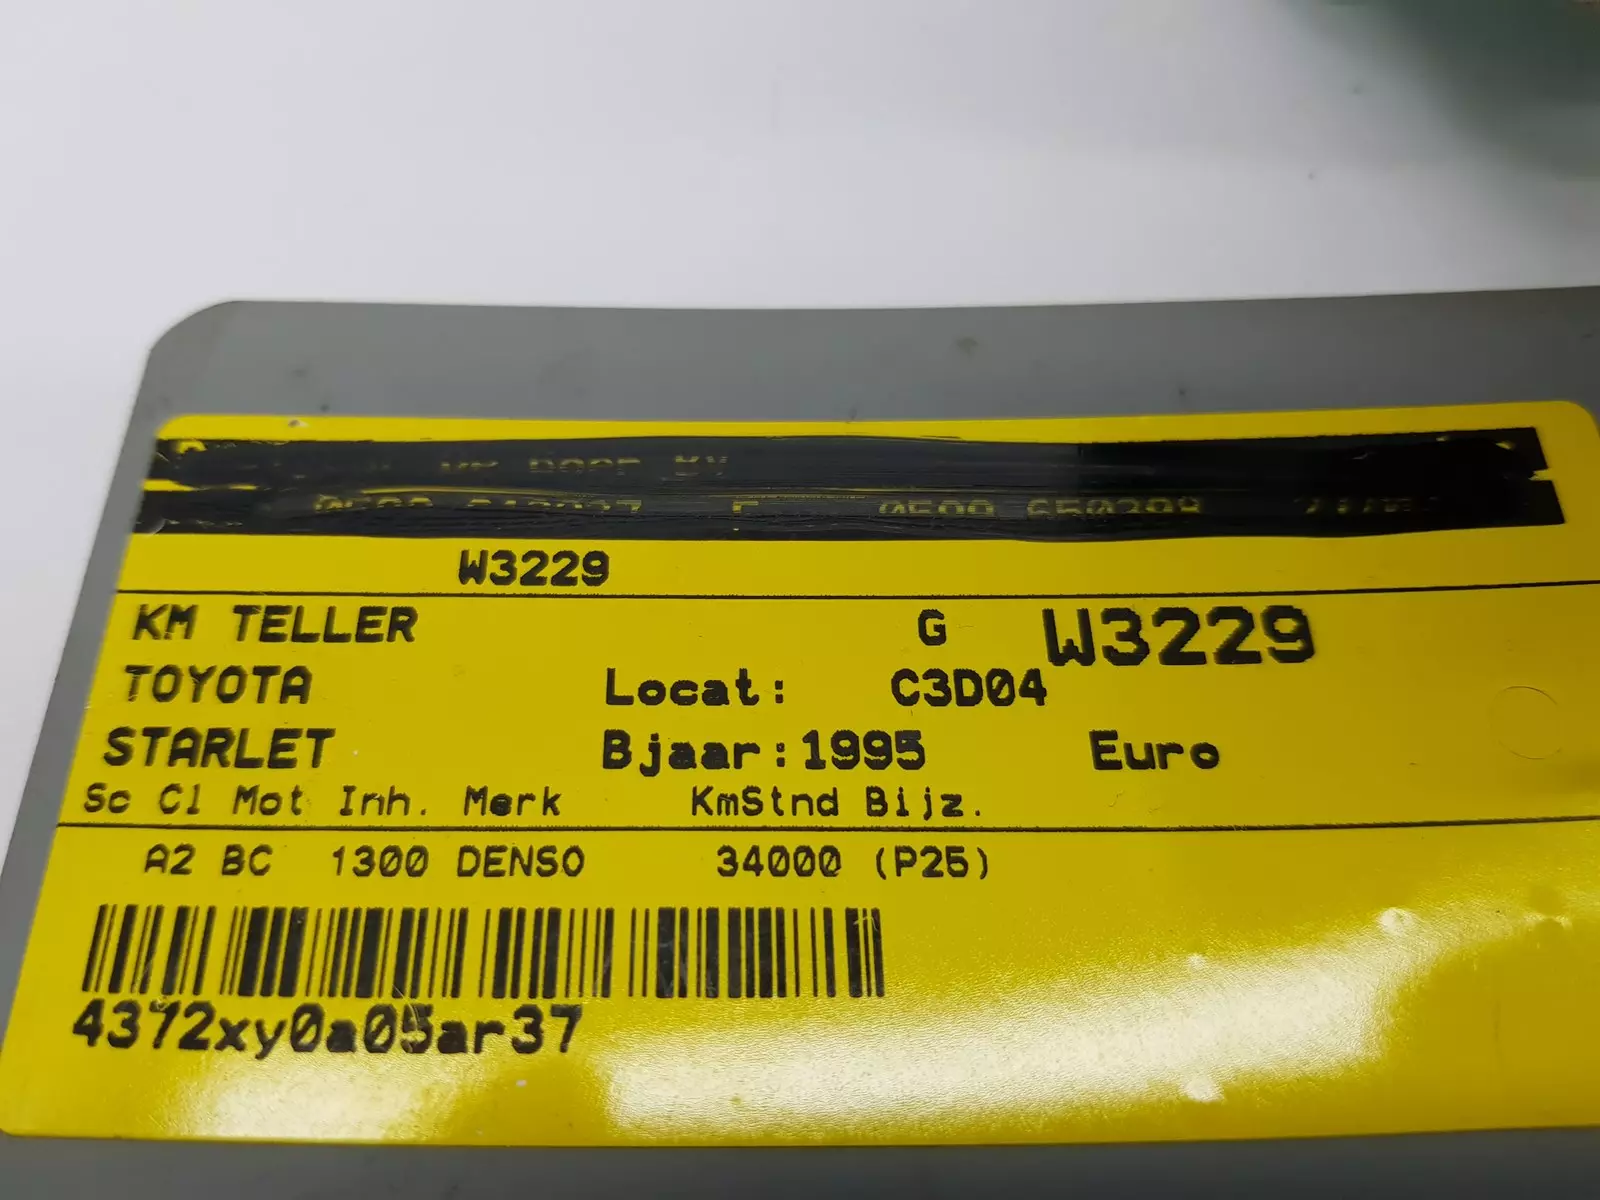 W3229
KM TELLER G W3229
TOYOTA Locat: C3D04
STARLET Bjaar:1995 Euro
Sc Cl Mot Inh. Merk KmStnd Bijz.
A2 BC 1300 DENSO 34000 (P25)
4372xy0a05ar37